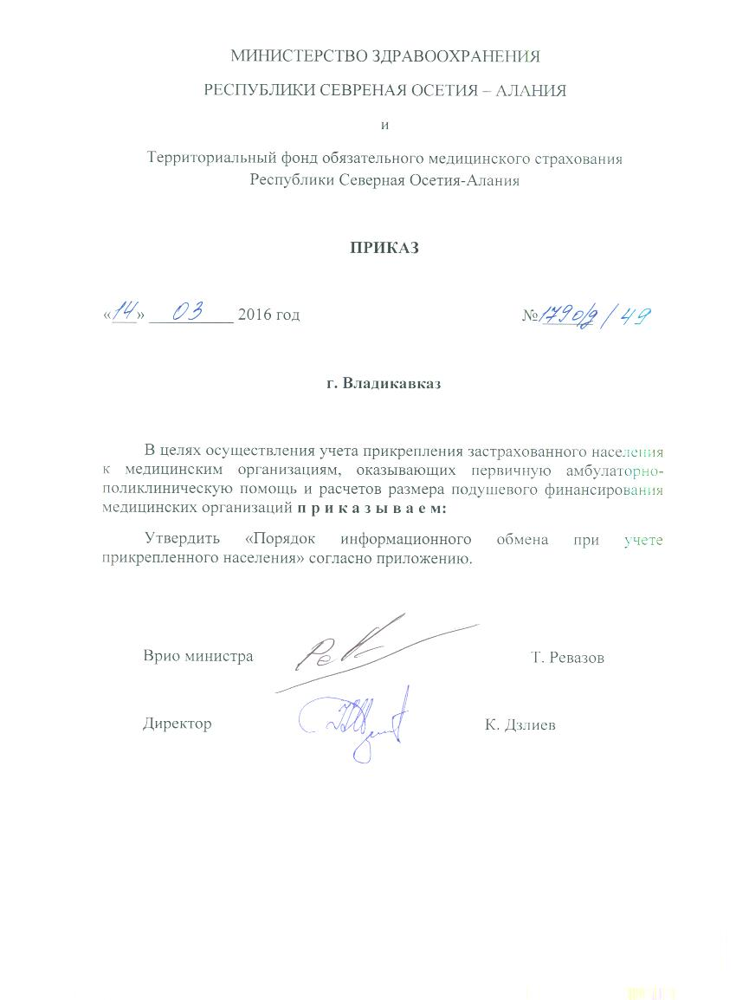 МИНИСТЕРСТВО ЗДРАВООХРАНЕНИЯ
РЕСПУБЛИКИ СЕВРЕНАЯ ОСЕТИЯ – АЛАНИЯ
и
Территориальный фонд обязательного медицинского страхования
Республики Северная Осетия-Алания
ПРИКАЗ
«14» 03 2016 год №1790/д / 49
г. Владикавказ
В целях осуществления учета прикрепления застрахованного населения
к медицинским организациям, оказывающих первичную амбулаторно-
поликлиническую помощь и расчетов размера подушевого финансирования
медицинских организаций п р и к а з ы в а е м:
Утвердить «Порядок информационного обмена при учете
прикрепленного населения» согласно приложению.
Врио министра Т. Ревазов
Директор К. Дзлиев